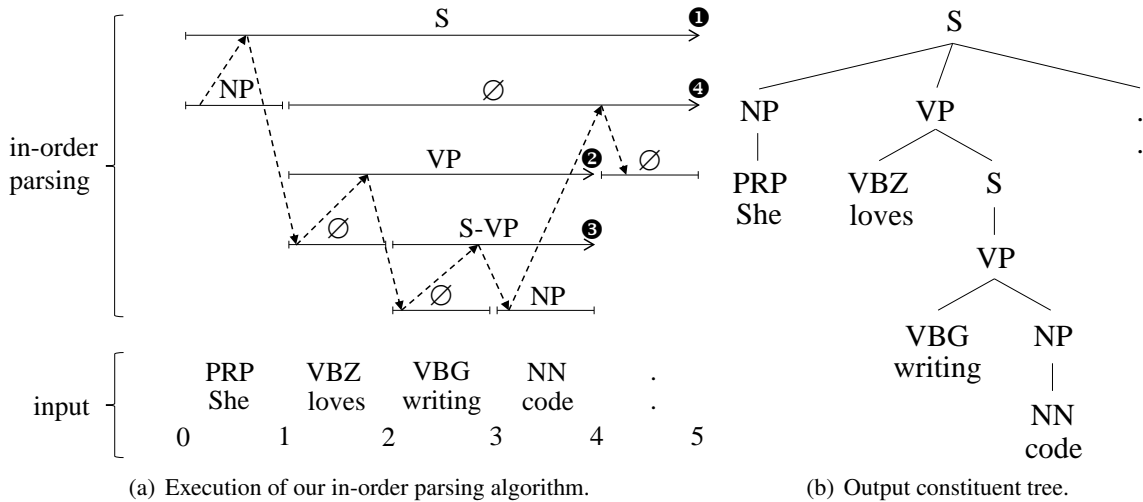 S ❶
NP ∅ ❹
in-order
parsing
VP ❷ ∅
∅ S-VP ❸
∅ NP
input
PRP VBZ VBG NN .
She loves writing code .
0 1 2 3 4 5
(a) Execution of our in-order parsing algorithm.
S
NP VP .
.
PRP VBZ S
She loves
VP
VBG NP
writing
NN
code
(b) Output constituent tree.